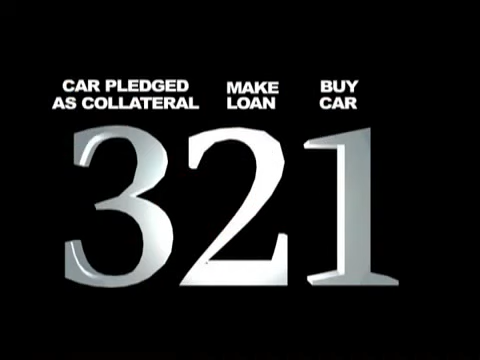 CAR PLEDGED
AS COLLATERAL
MAKE
LOAN
BUY
CAR
321